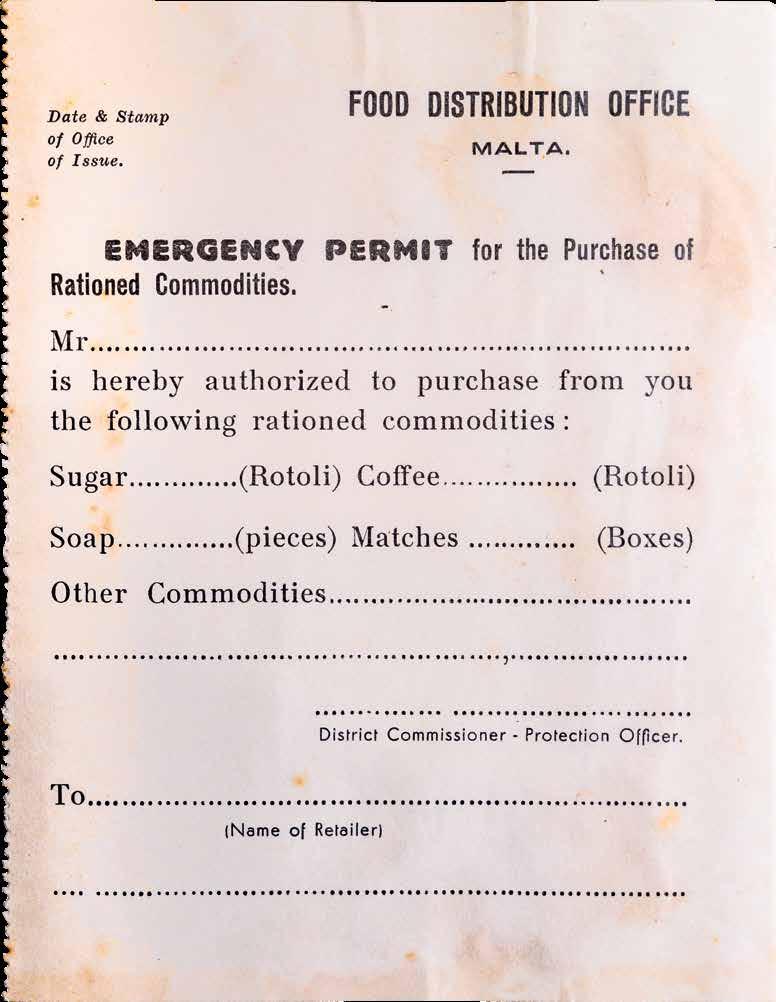 Date & Stamp
of Office
of Issue.
FOOD DISTRIBUTION OFFICE
MALTA.
EMERGENCY PERMIT for the Purchase of
Rationed Commodities.
Mr......................................................................
is hereby authorized to purchase from you
the following rationed commodities :
Sugar.............(Rotoli) Coffee................ (Rotoli)
Soap..............(pieces) Matches ............. (Boxes)
Other Commodities..........................................
....................................................,.....................
............... ............................
District Commissioner - Protection Officer.
To......................................................................
(Name of Retailer)
.... .....................................................................